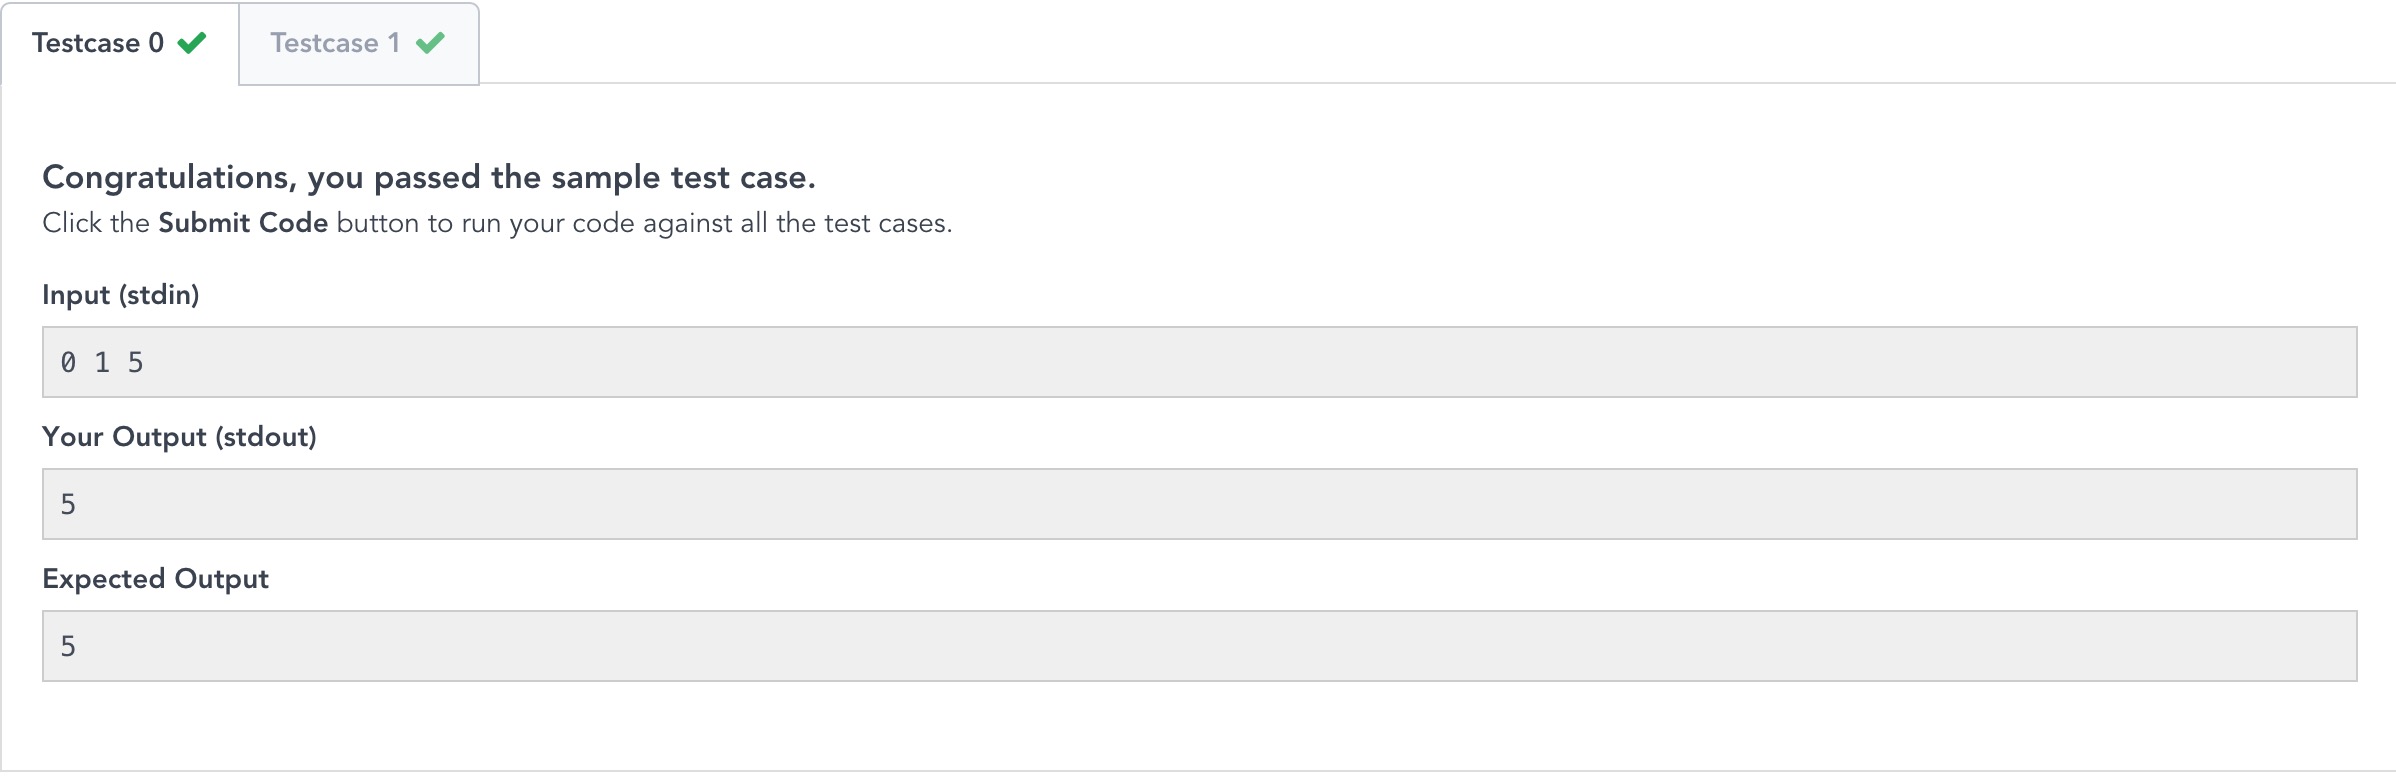 Testcase 0 Testcase 1
Congratulations, you passed the sample test case.
Click the Submit Code button to run your code against all the test cases.
Input (stdin)
0 1 5
Your Output (stdout)
5
Expected Output
5